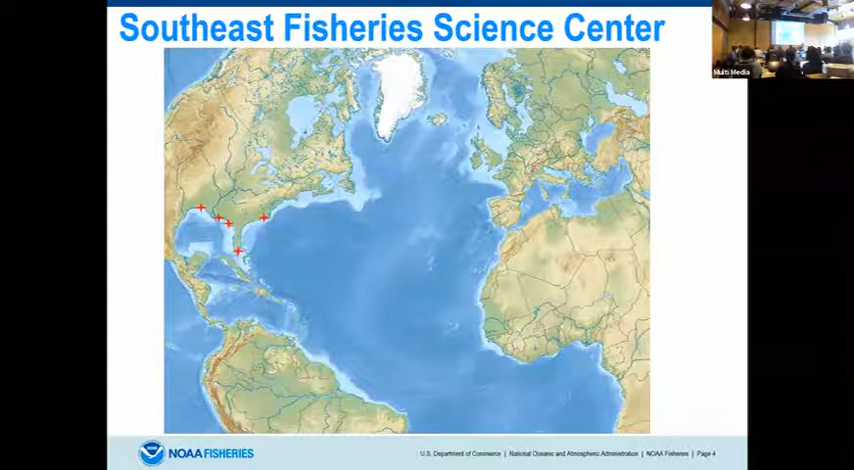 Southeast Fisheries Science Center
Multi Media
NOAA FISHERIES
U.S. Department of Commerce | National Oceanic and Atmospheric Administration | NOAA Fisheries | Page 4